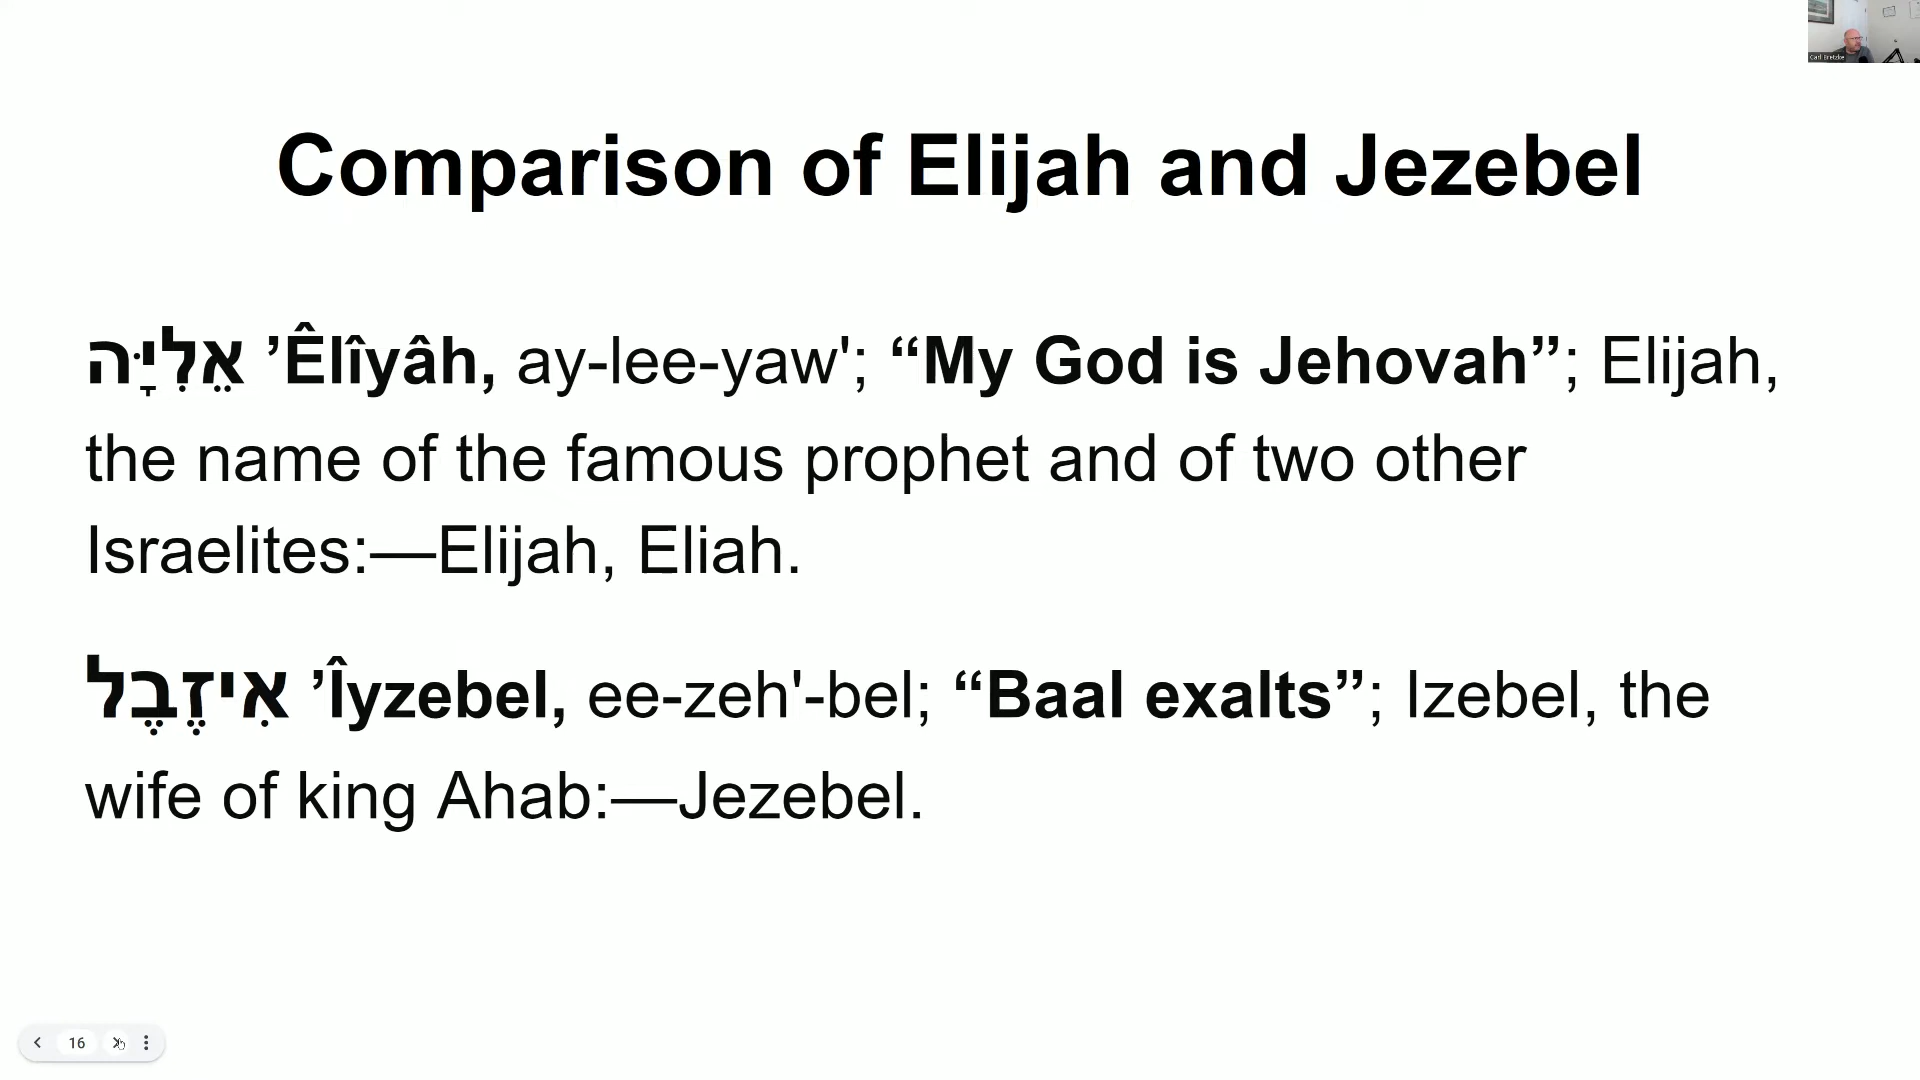 Carl Bretzke
Comparison of Elijah and Jezebel
אֵלִיָּה ’Êlîyâh, ay-lee-yaw'; “My God is Jehovah”; Elijah,
the name of the famous prophet and of two other
Israelites:—Elijah, Eliah.
אִיזֶבֶל ’Îyzebel, ee-zeh'-bel; “Baal exalts”; Izebel, the
wife of king Ahab:—Jezebel.
16